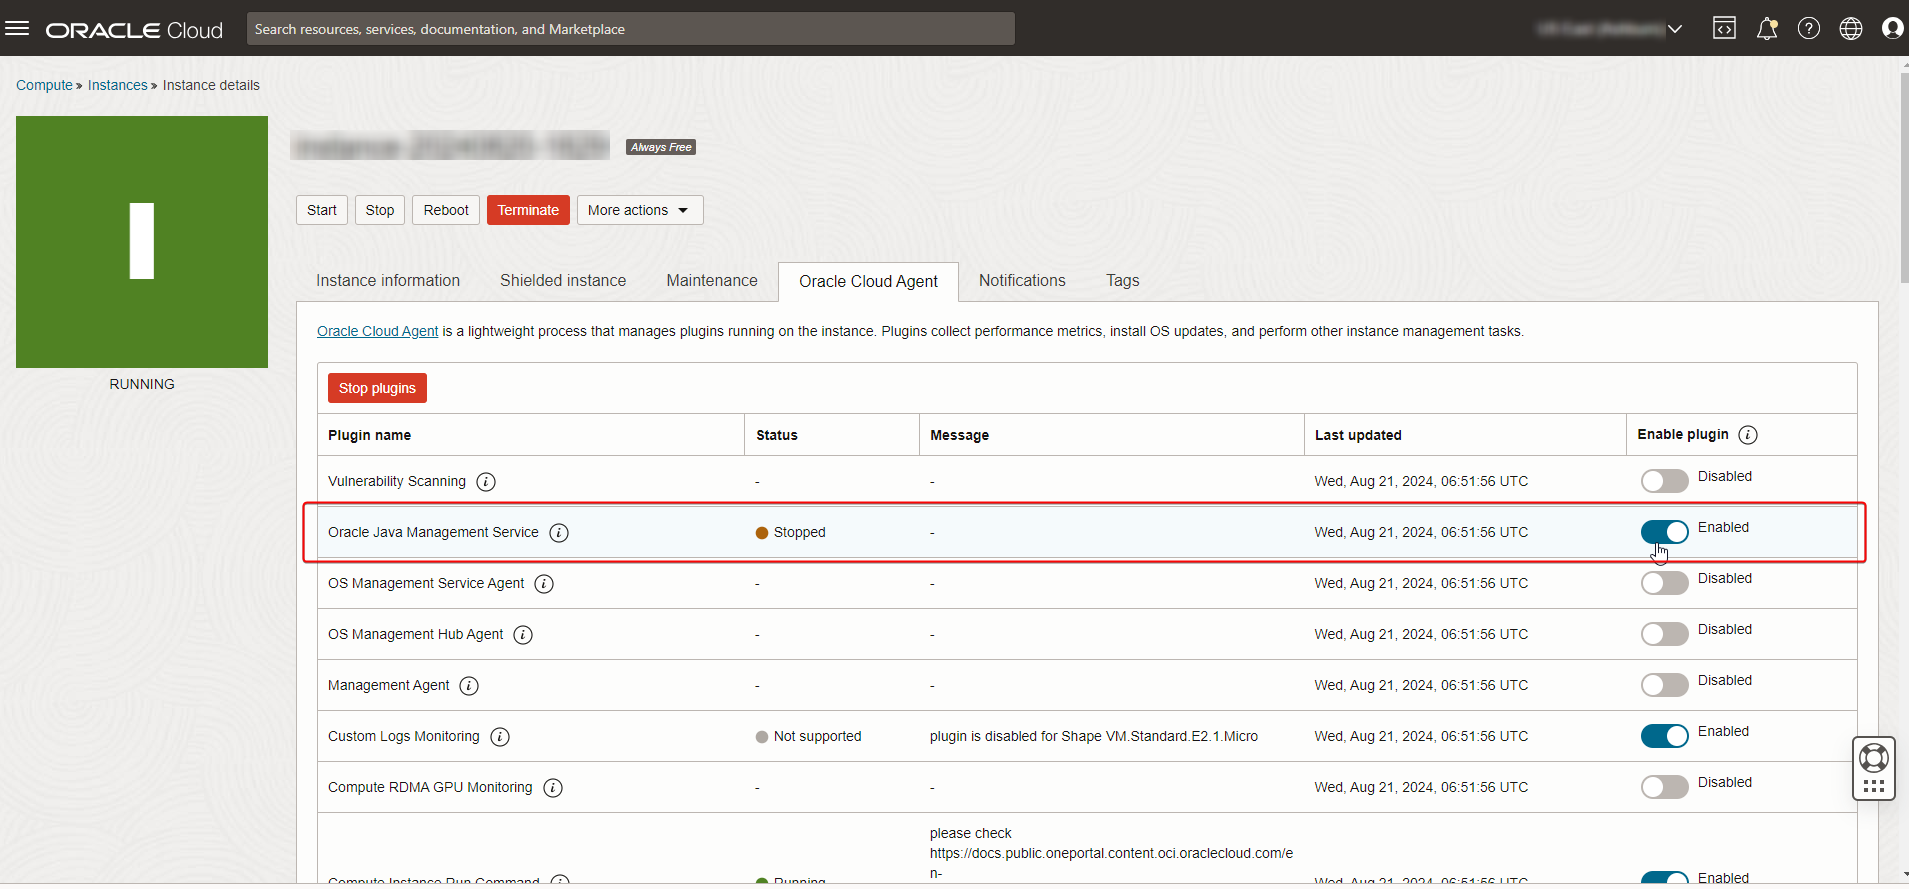 ORACLE Cloud
Search resources, services, documentation, and Marketplace
Compute » Instances » Instance details
Always Free
Start Stop Reboot Terminate More actions
RUNNING
Instance information Shielded instance Maintenance Oracle Cloud Agent Notifications Tags
Oracle Cloud Agent is a lightweight process that manages plugins running on the instance. Plugins collect performance metrics, install OS updates, and perform other instance management tasks.
Stop plugins
Plugin name Status Message Last updated Enable plugin
Vulnerability Scanning - - Wed, Aug 21, 2024, 06:51:56 UTC Disabled
Oracle Java Management Service Stopped - Wed, Aug 21, 2024, 06:51:56 UTC Enabled
OS Management Service Agent - - Wed, Aug 21, 2024, 06:51:56 UTC Disabled
OS Management Hub Agent - - Wed, Aug 21, 2024, 06:51:56 UTC Disabled
Management Agent - - Wed, Aug 21, 2024, 06:51:56 UTC Disabled
Custom Logs Monitoring Not supported plugin is disabled for Shape VM.Standard.E2.1.Micro Wed, Aug 21, 2024, 06:51:56 UTC Enabled
Compute RDMA GPU Monitoring - - Wed, Aug 21, 2024, 06:51:56 UTC Disabled
please check
https://docs.public.oneportal.content.oci.oraclecloud.com/e
n-
Compute Instance Run Command Running Wed, Aug 21, 2024, 06:51:56 UTC Enabled